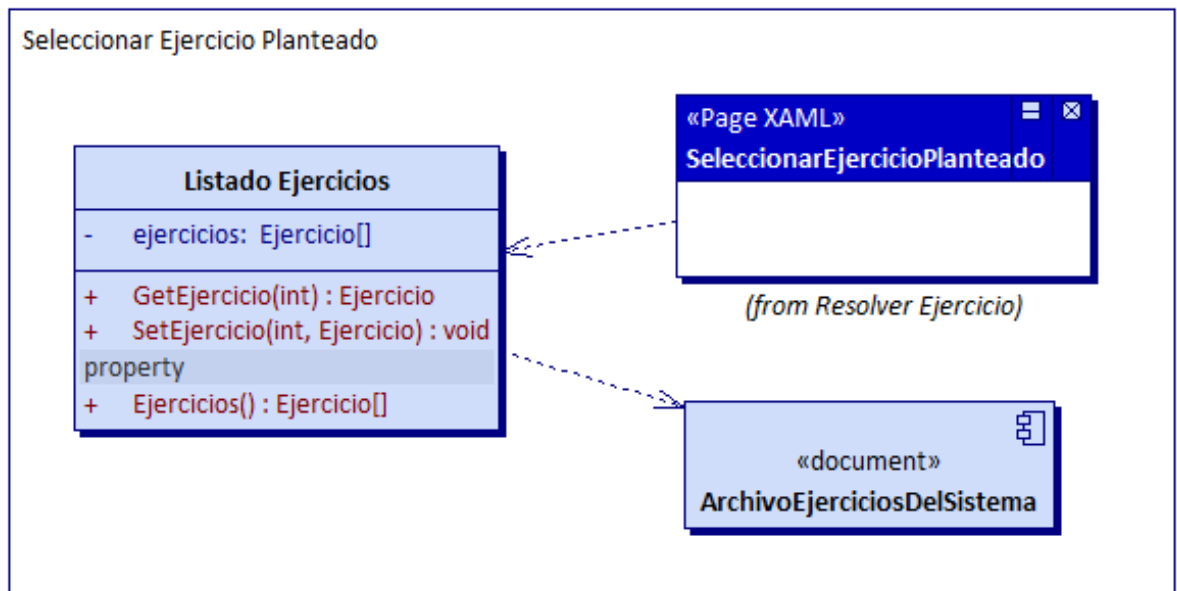 Seleccionar Ejercicio Planteado
Listado Ejercicios
- ejercicios: Ejercicio[]
+ GetEjercicio(int) : Ejercicio
+ SetEjercicio(int, Ejercicio) : void
property
+ Ejercicios() : Ejercicio[]
«Page XAML»
SeleccionarEjercicioPlanteado
(from Resolver Ejercicio)
«document»
ArchivoEjerciciosDelSistema